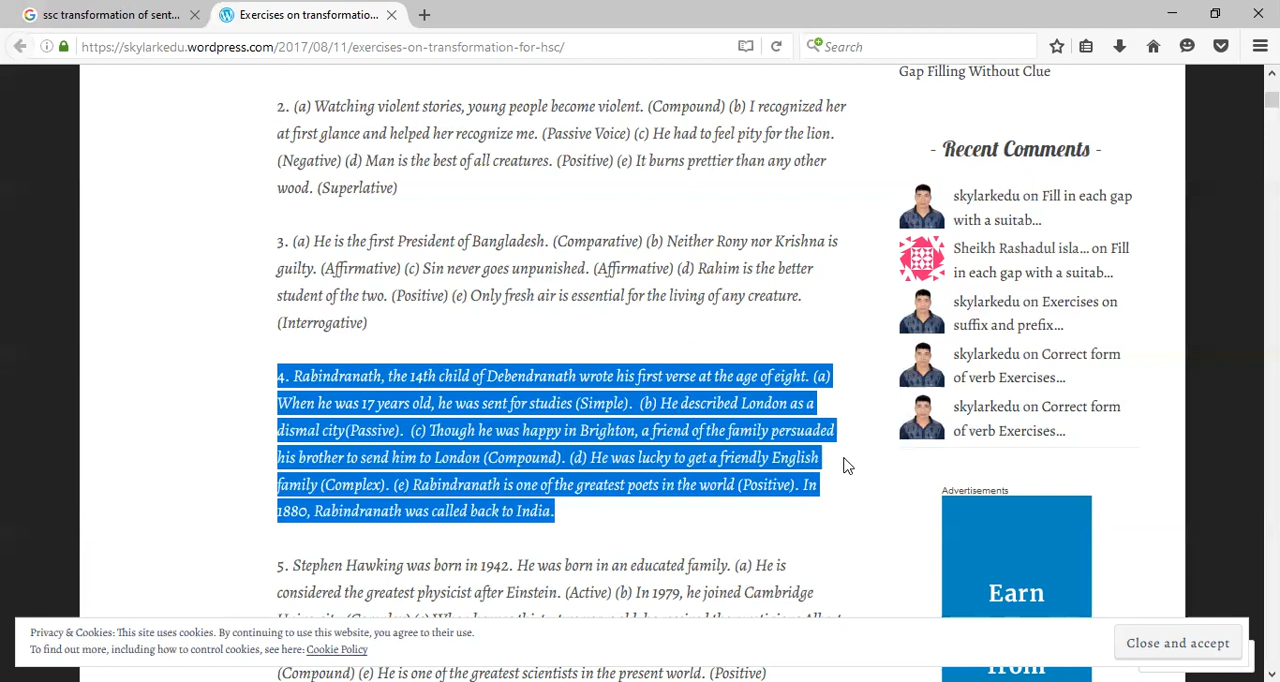 ssc transformation of sent...
Exercises on transformatio...
https://skylarkedu.wordpress.com/2017/08/11/exercises-on-transformation-for-hsc/
Search
Gap Filling Without Clue
2. (a) Watching violent stories, young people become violent. (Compound) (b) I recognized her
at first glance and helped her recognize me. (Passive Voice) (c) He had to feel pity for the lion.
(Negative) (d) Man is the best of all creatures. (Positive) (e) It burns prettier than any other
wood. (Superlative)
3. (a) He is the first President of Bangladesh. (Comparative) (b) Neither Rony nor Krishna is
guilty. (Affirmative) (c) Sin never goes unpunished. (Affirmative) (d) Rahim is the better
student of the two. (Positive) (e) Only fresh air is essential for the living of any creature.
(Interrogative)
4. Rabindranath, the 14th child of Debendranath wrote his first verse at the age of eight. (a)
When he was 17 years old, he was sent for studies (Simple).  (b) He described London as a
dismal city(Passive).  (c) Though he was happy in Brighton, a friend of the family persuaded
his brother to send him to London (Compound). (d) He was lucky to get a friendly English
family (Complex). (e) Rabindranath is one of the greatest poets in the world (Positive). In
1880, Rabindranath was called back to India.
5. Stephen Hawking was born in 1942. He was born in an educated family. (a) He is
considered the greatest physicist after Einstein. (Active) (b) In 1979, he joined Cambridge
(Compound) (e) He is one of the greatest scientists in the present world. (Positive)
- Recent Comments -
skylarkedu on Fill in each gap
with a suitab...
Sheikh Rashadul isla... on Fill
in each gap with a suitab...
skylarkedu on Exercises on
suffix and prefix...
skylarkedu on Correct form
of verb Exercises...
skylarkedu on Correct form
of verb Exercises...
Advertisements
Earn
from
Privacy & Cookies: This site uses cookies. By continuing to use this website, you agree to their use.
To find out more, including how to control cookies, see here: Cookie Policy
Close and accept